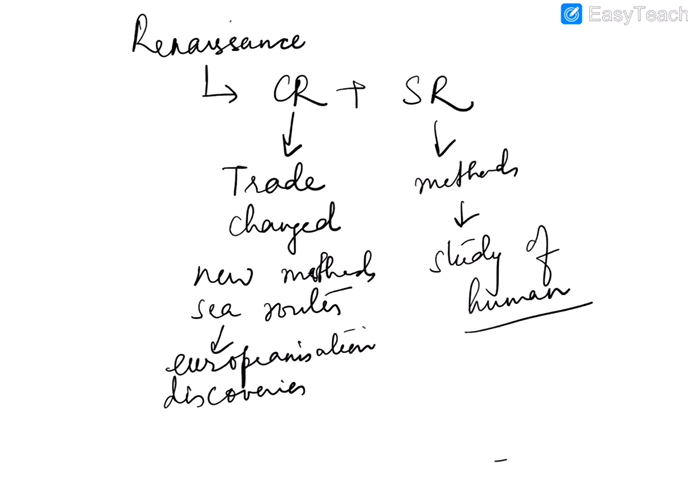 EasyTeach
Renaissance
↳ CR + SR
Trade
changed
new methods
sea routes
europeanisation
discoveries
methods
study of
human